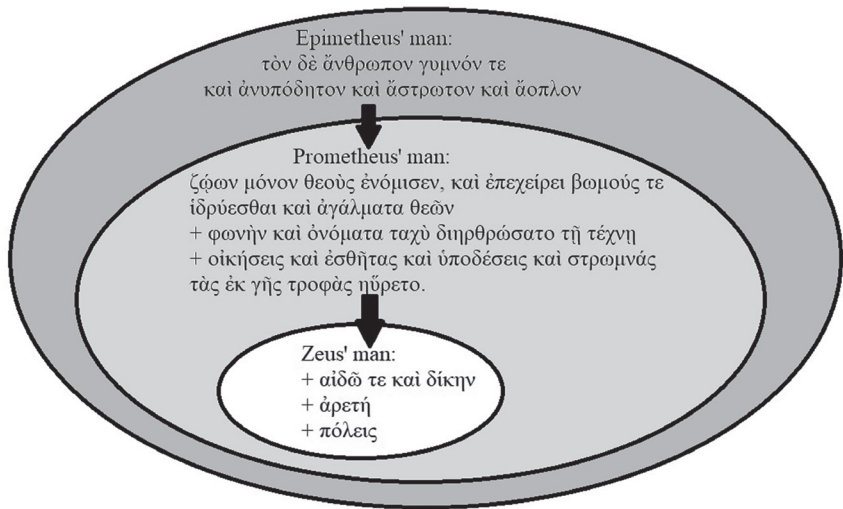 Epimetheus' man:
τὸν δὲ ἄνθρωπον γυμνόν τε
καὶ ἀνυπόδητον καὶ ἄστρωτον καὶ ἄοπλον
Prometheus' man:
ζῴων μόνον θεοὺς ἐνόμισεν, καὶ ἐπεχείρει βωμούς τε
ἱδρύεσθαι καὶ ἀγάλματα θεῶν
+ φωνὴν καὶ ὀνόματα ταχὺ διηρθρώσατο τῇ τέχνῃ
+ οἰκήσεις καὶ ἐσθῆτας καὶ ὑποδέσεις καὶ στρωμνάς
τὰς ἐκ γῆς τροφὰς ηὕρετο.
Zeus' man:
+ αἰδῶ τε καὶ δίκην
+ ἀρετή
+ πόλεις